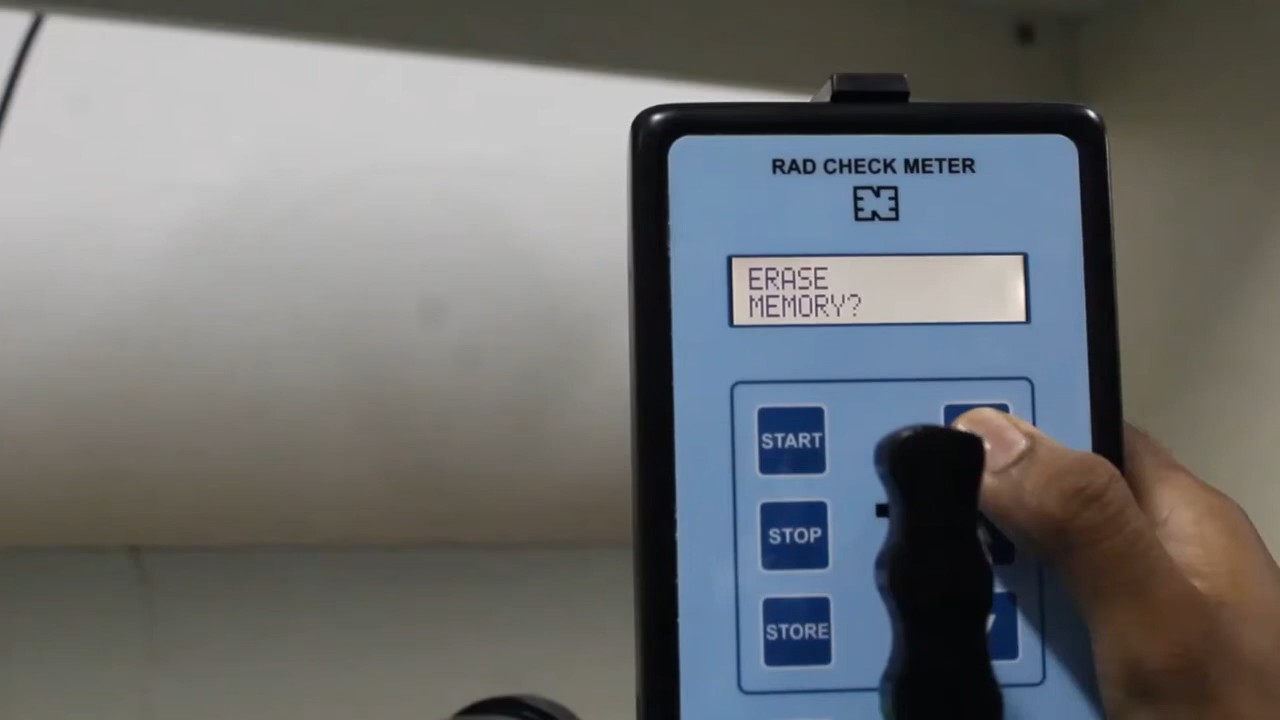 RAD CHECK METER
ERASE
MEMORY?
START
STOP
STORE